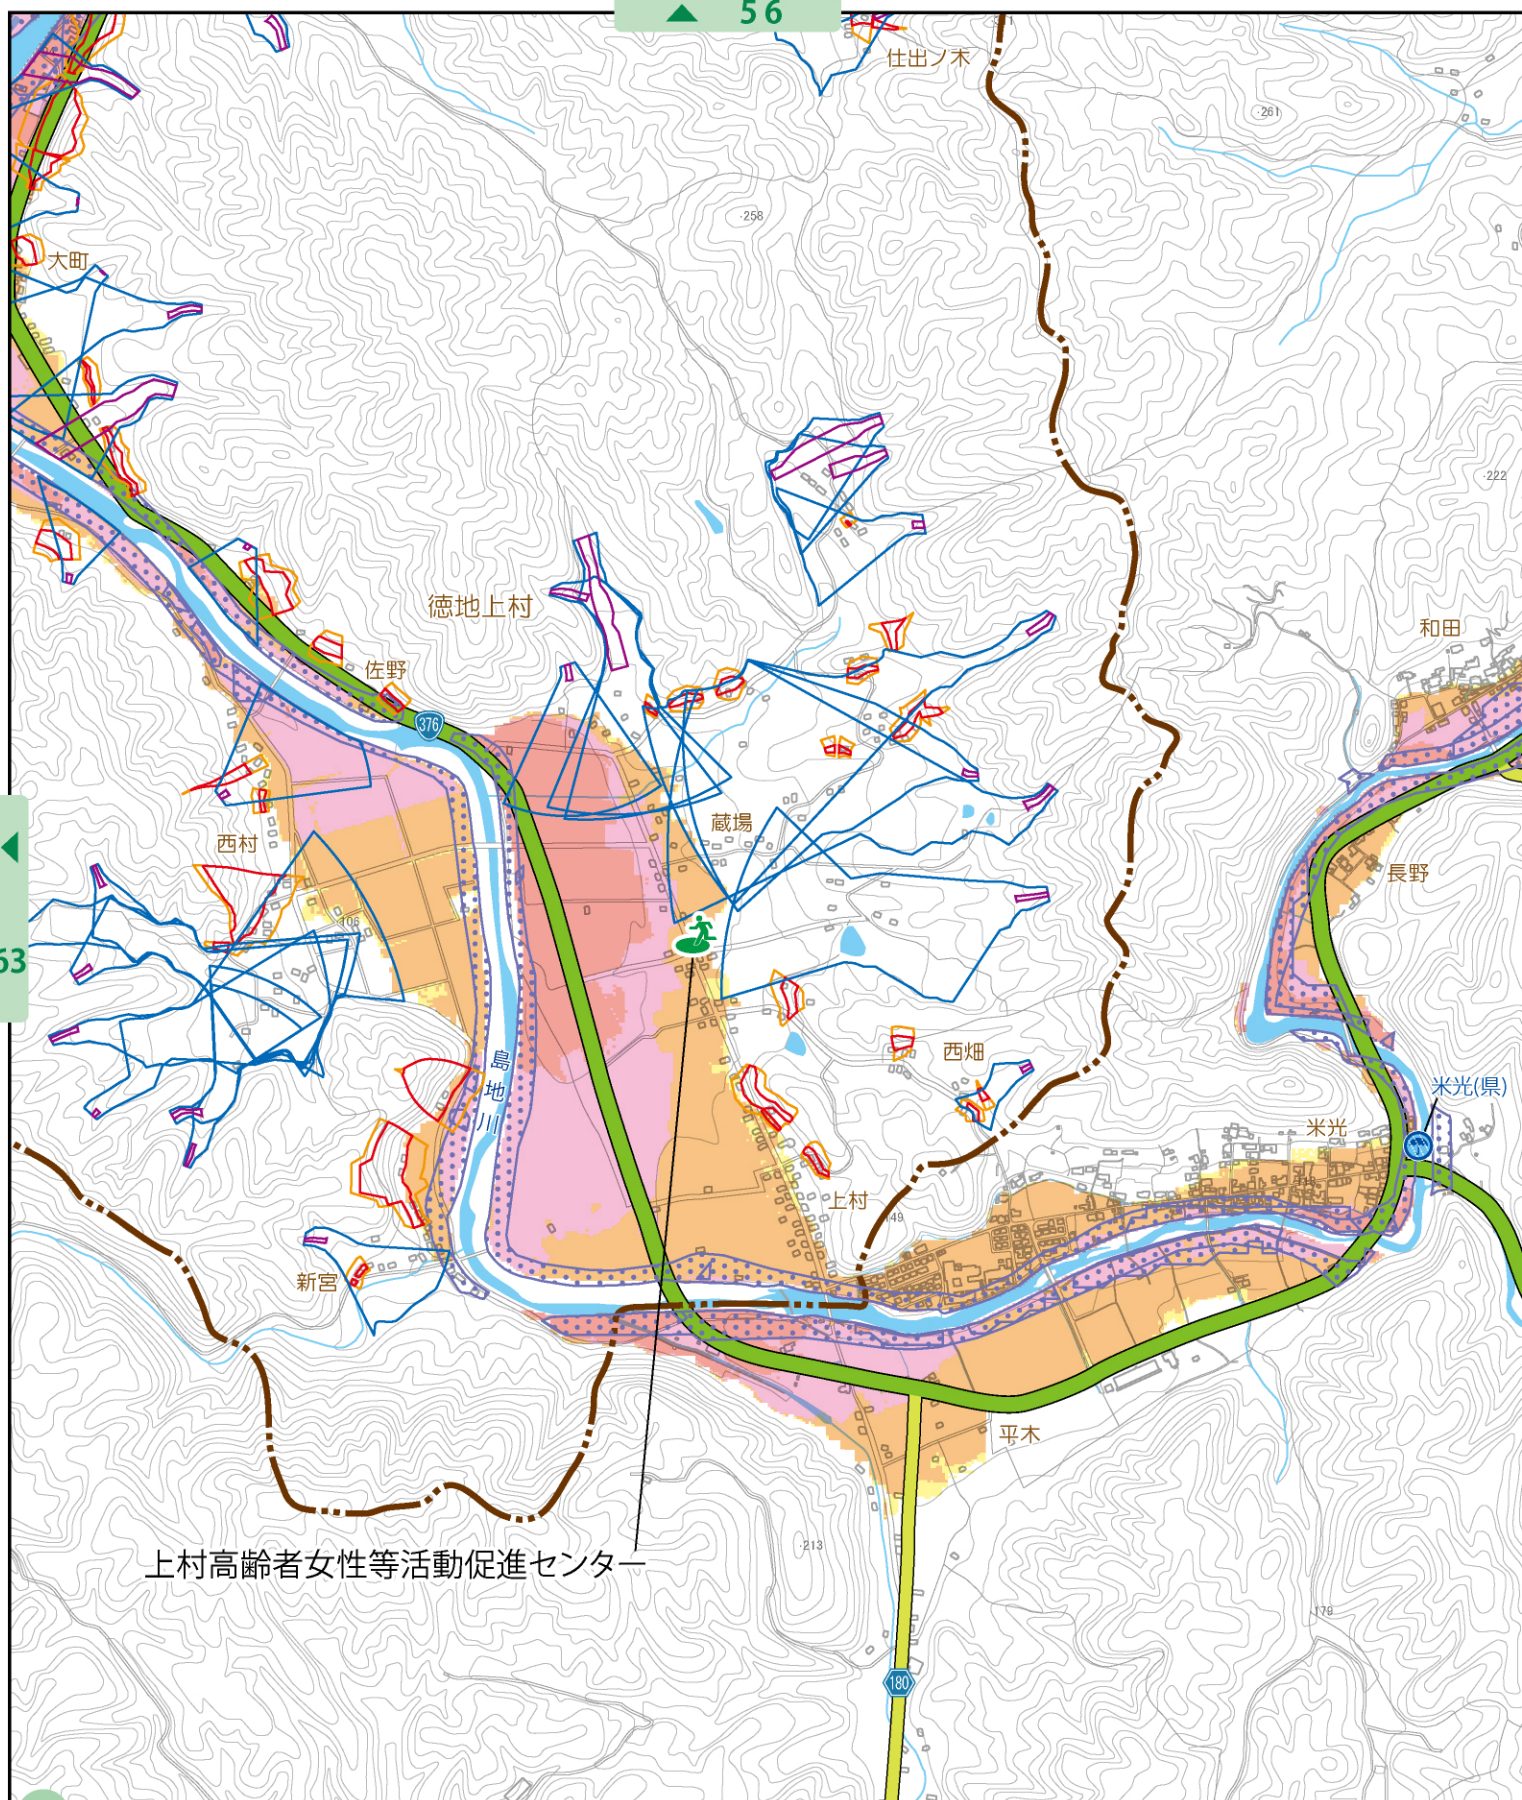 ▲ 56
仕出ノ木
261
258
大町
222
徳地上村
和田
佐野
376
蔵場
西村
長野
106
◀
63
島地川
西畑
米光(県)
米光
上村
149
新宮
平木
213
上村高齢者女性等活動促進センター
179
180